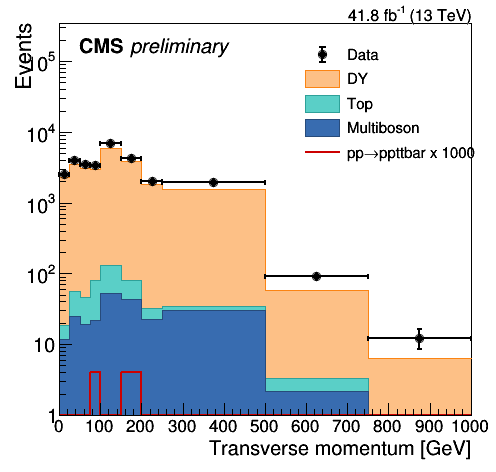 41.8 fb⁻¹ (13 TeV)
CMS preliminary
Events
Data
DY
Top
Multiboson
pp→ppttbar x 1000
10⁵
10⁴
10³
10²
10
1
0 100 200 300 400 500 600 700 800 900 1000
Transverse momentum [GeV]